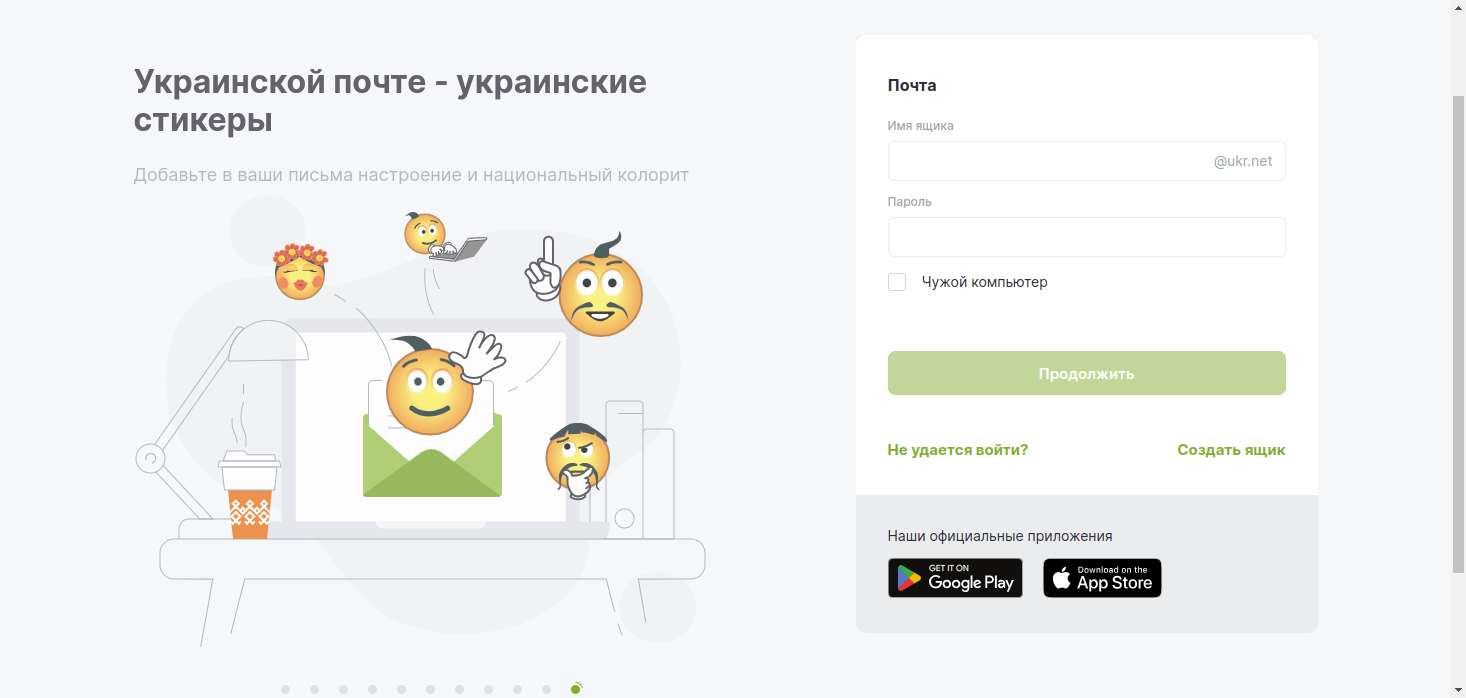 Украинской почте - украинские
стикеры
Добавьте в ваши письма настроение и национальный колорит
Почта
Имя ящика
@ukr.net
Пароль
Чужой компьютер
Продолжить
Не удается войти?
Создать ящик
Наши официальные приложения
GET IT ON
Google Play
Download on the
App Store